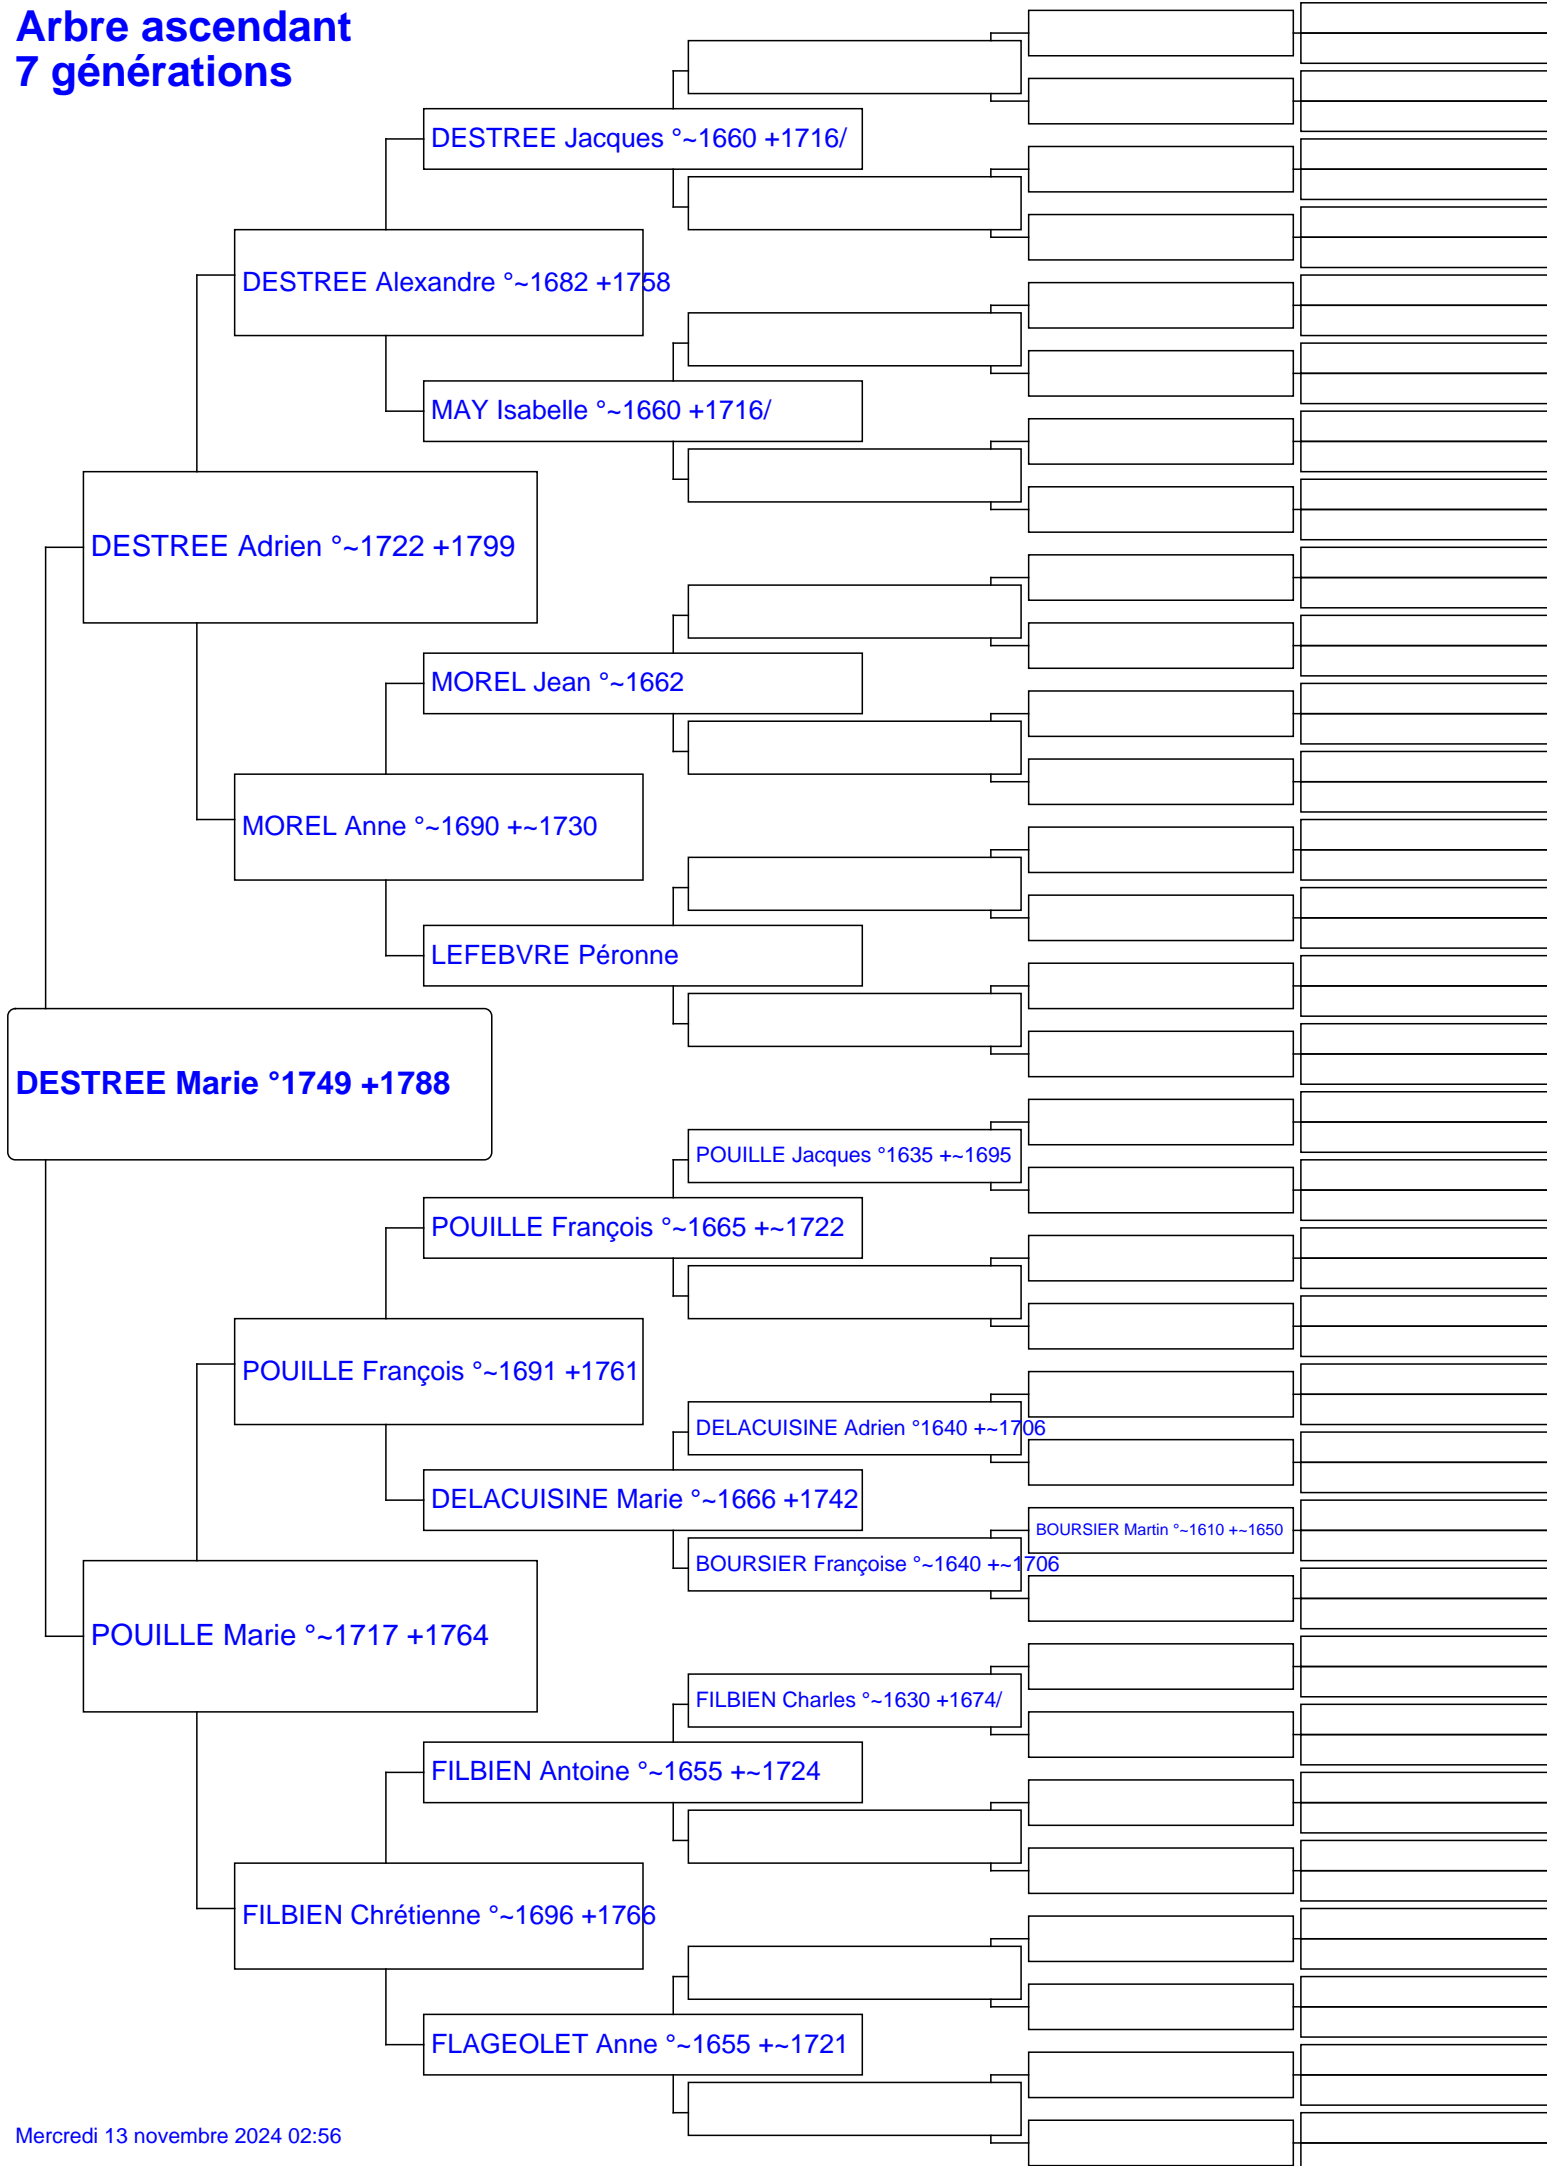 Arbre ascendant
7 générations
DESTREE Jacques °~1660 +1716/
DESTREE Alexandre °~1682 +1758
MAY Isabelle °~1660 +1716/
DESTREE Adrien °~1722 +1799
MOREL Jean °~1662
MOREL Anne °~1690 +~1730
LEFEBVRE Péronne
DESTREE Marie °1749 +1788
POUILLE Jacques °1635 +~1695
POUILLE François °~1665 +~1722
POUILLE François °~1691 +1761
DELACUISINE Adrien °1640 +~1706
DELACUISINE Marie °~1666 +1742
BOURSIER Martin °~1610 +~1650
BOURSIER Françoise °~1640 +~1706
POUILLE Marie °~1717 +1764
FILBIEN Charles °~1630 +1674/
FILBIEN Antoine °~1655 +~1724
FILBIEN Chrétienne °~1696 +1766
FLAGEOLET Anne °~1655 +~1721
Mercredi 13 novembre 2024 02:56